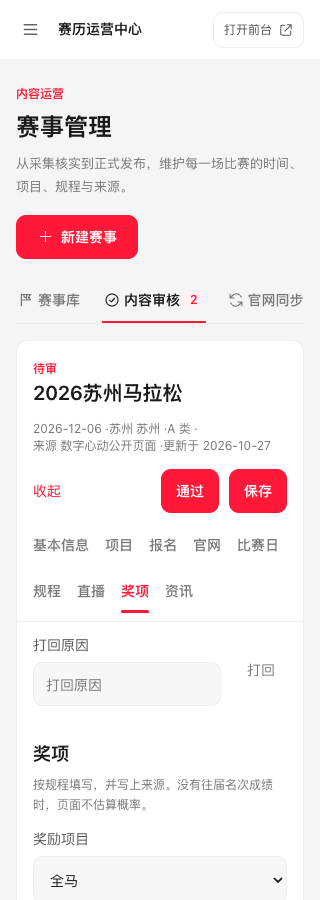 赛历运营中心
打开前台
内容运营
赛事管理
从采集核实到正式发布，维护每一场比赛的时间、
项目、规程与来源。
新建赛事
赛事库 内容审核 2 官网同步
待审
2026苏州马拉松
2026-12-06 ·苏州 苏州 ·A 类 ·
来源 数字心动公开页面 ·更新于 2026-10-27
收起 通过 保存
基本信息 项目 报名 官网 比赛日
规程 直播 奖项 资讯
打回原因
打回原因 打回
奖项
按规程填写，并写上来源。没有往届名次成绩
时，页面不估算概率。
奖励项目
全马